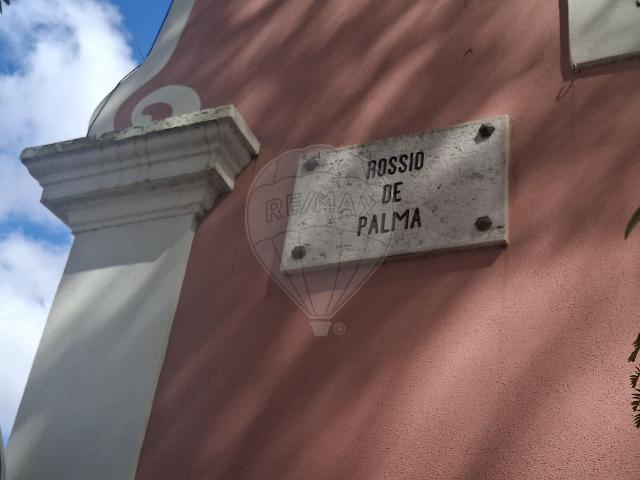 ROSSIO
DE
PALMA
RE/MAX
®